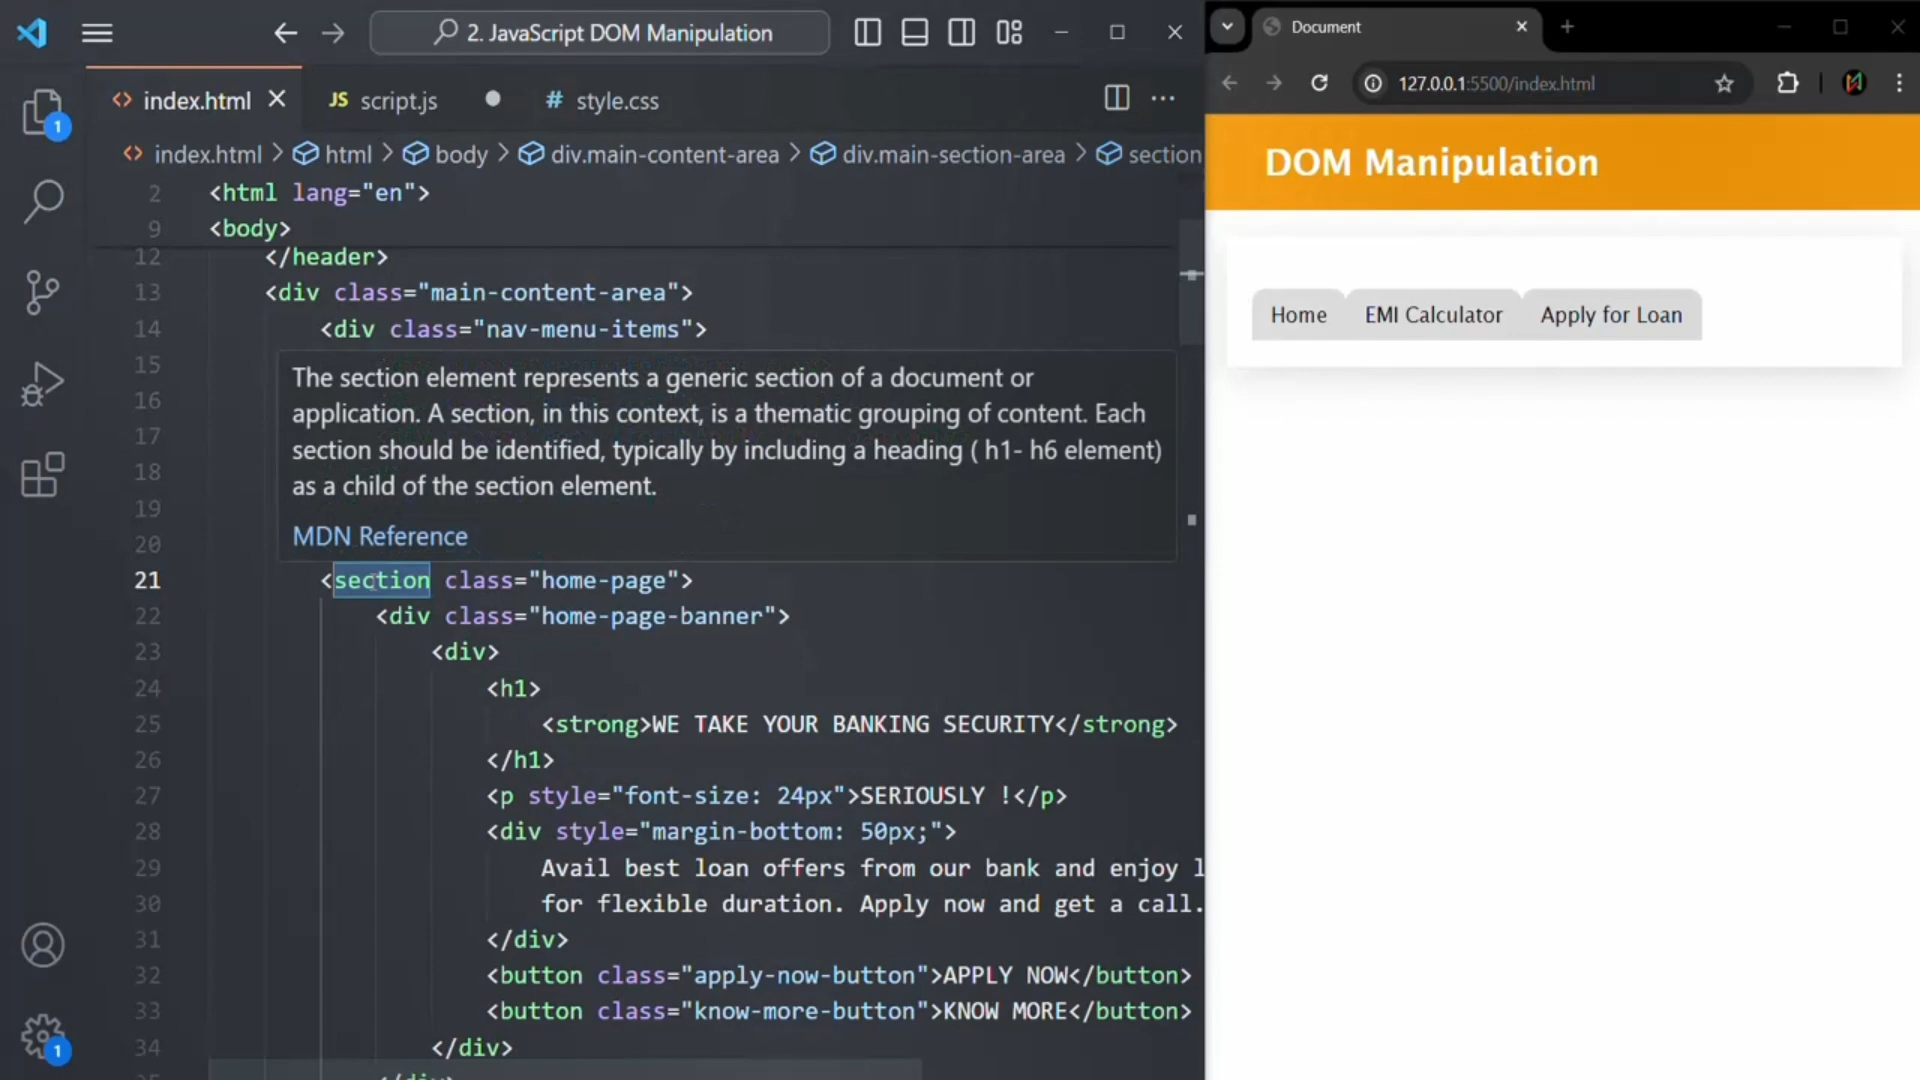 2. JavaScript DOM Manipulation
index.html
JS script.js
# style.css
index.html > html > body > div.main-content-area > div.main-section-area > section
2 <html lang="en">
9 <body>
12 </header>
13 <div class="main-content-area">
14 <div class="nav-menu-items">
15
16
17
18
19
20
The section element represents a generic section of a document or
application. A section, in this context, is a thematic grouping of content. Each
section should be identified, typically by including a heading ( h1- h6 element)
as a child of the section element.
MDN Reference
21 <section class="home-page">
22 <div class="home-page-banner">
23 <div>
24 <h1>
25 <strong>WE TAKE YOUR BANKING SECURITY</strong>
26 </h1>
27 <p style="font-size: 24px">SERIOUSLY !</p>
28 <div style="margin-bottom: 50px;">
29 Avail best loan offers from our bank and enjoy l
30 for flexible duration. Apply now and get a call.
31 </div>
32 <button class="apply-now-button">APPLY NOW</button>
33 <button class="know-more-button">KNOW MORE</button>
34 </div>
1
1
Document
127.0.0.1:5500/index.html
DOM Manipulation
Home
EMI Calculator
Apply for Loan